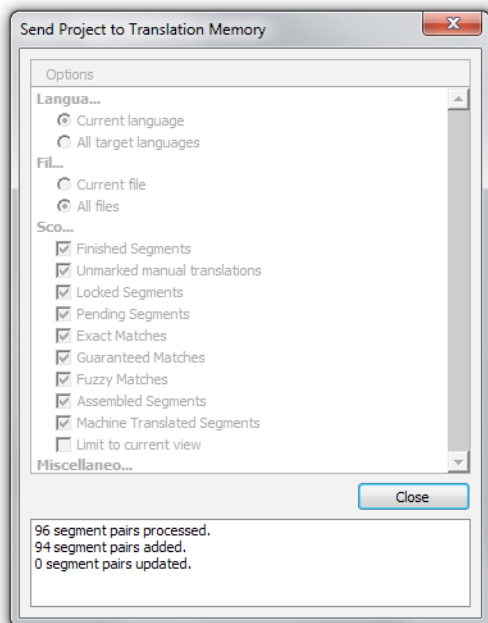 Send Project to Translation Memory
Options
Langua...
Current language
All target languages
Fil...
Current file
All files
Sco...
Finished Segments
Unmarked manual translations
Locked Segments
Pending Segments
Exact Matches
Guaranteed Matches
Fuzzy Matches
Assembled Segments
Machine Translated Segments
Limit to current view
Miscellaneo...
Close
96 segment pairs processed.
94 segment pairs added.
0 segment pairs updated.